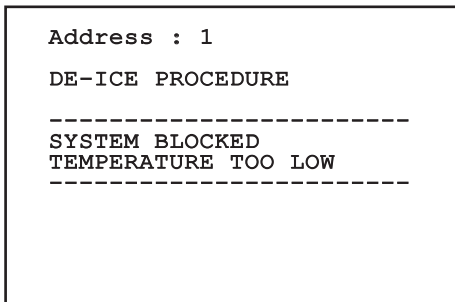 Address : 1
DE-ICE PROCEDURE
------------------------
SYSTEM BLOCKED
TEMPERATURE TOO LOW
------------------------